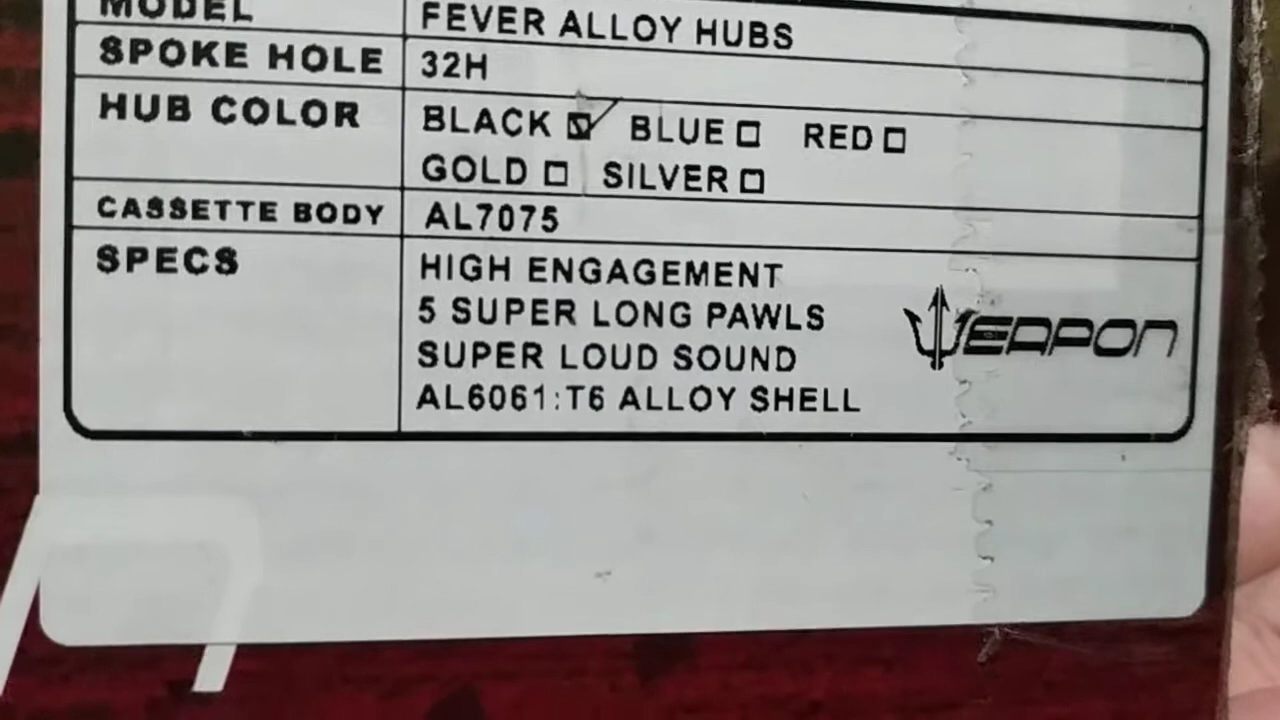 MODEL FEVER ALLOY HUBS
SPOKE HOLE 32H
HUB COLOR BLACK ☑ BLUE ☐ RED ☐
GOLD ☐ SILVER ☐
CASSETTE BODY AL7075
SPECS HIGH ENGAGEMENT
5 SUPER LONG PAWLS
SUPER LOUD SOUND
AL6061:T6 ALLOY SHELL
WEAPON